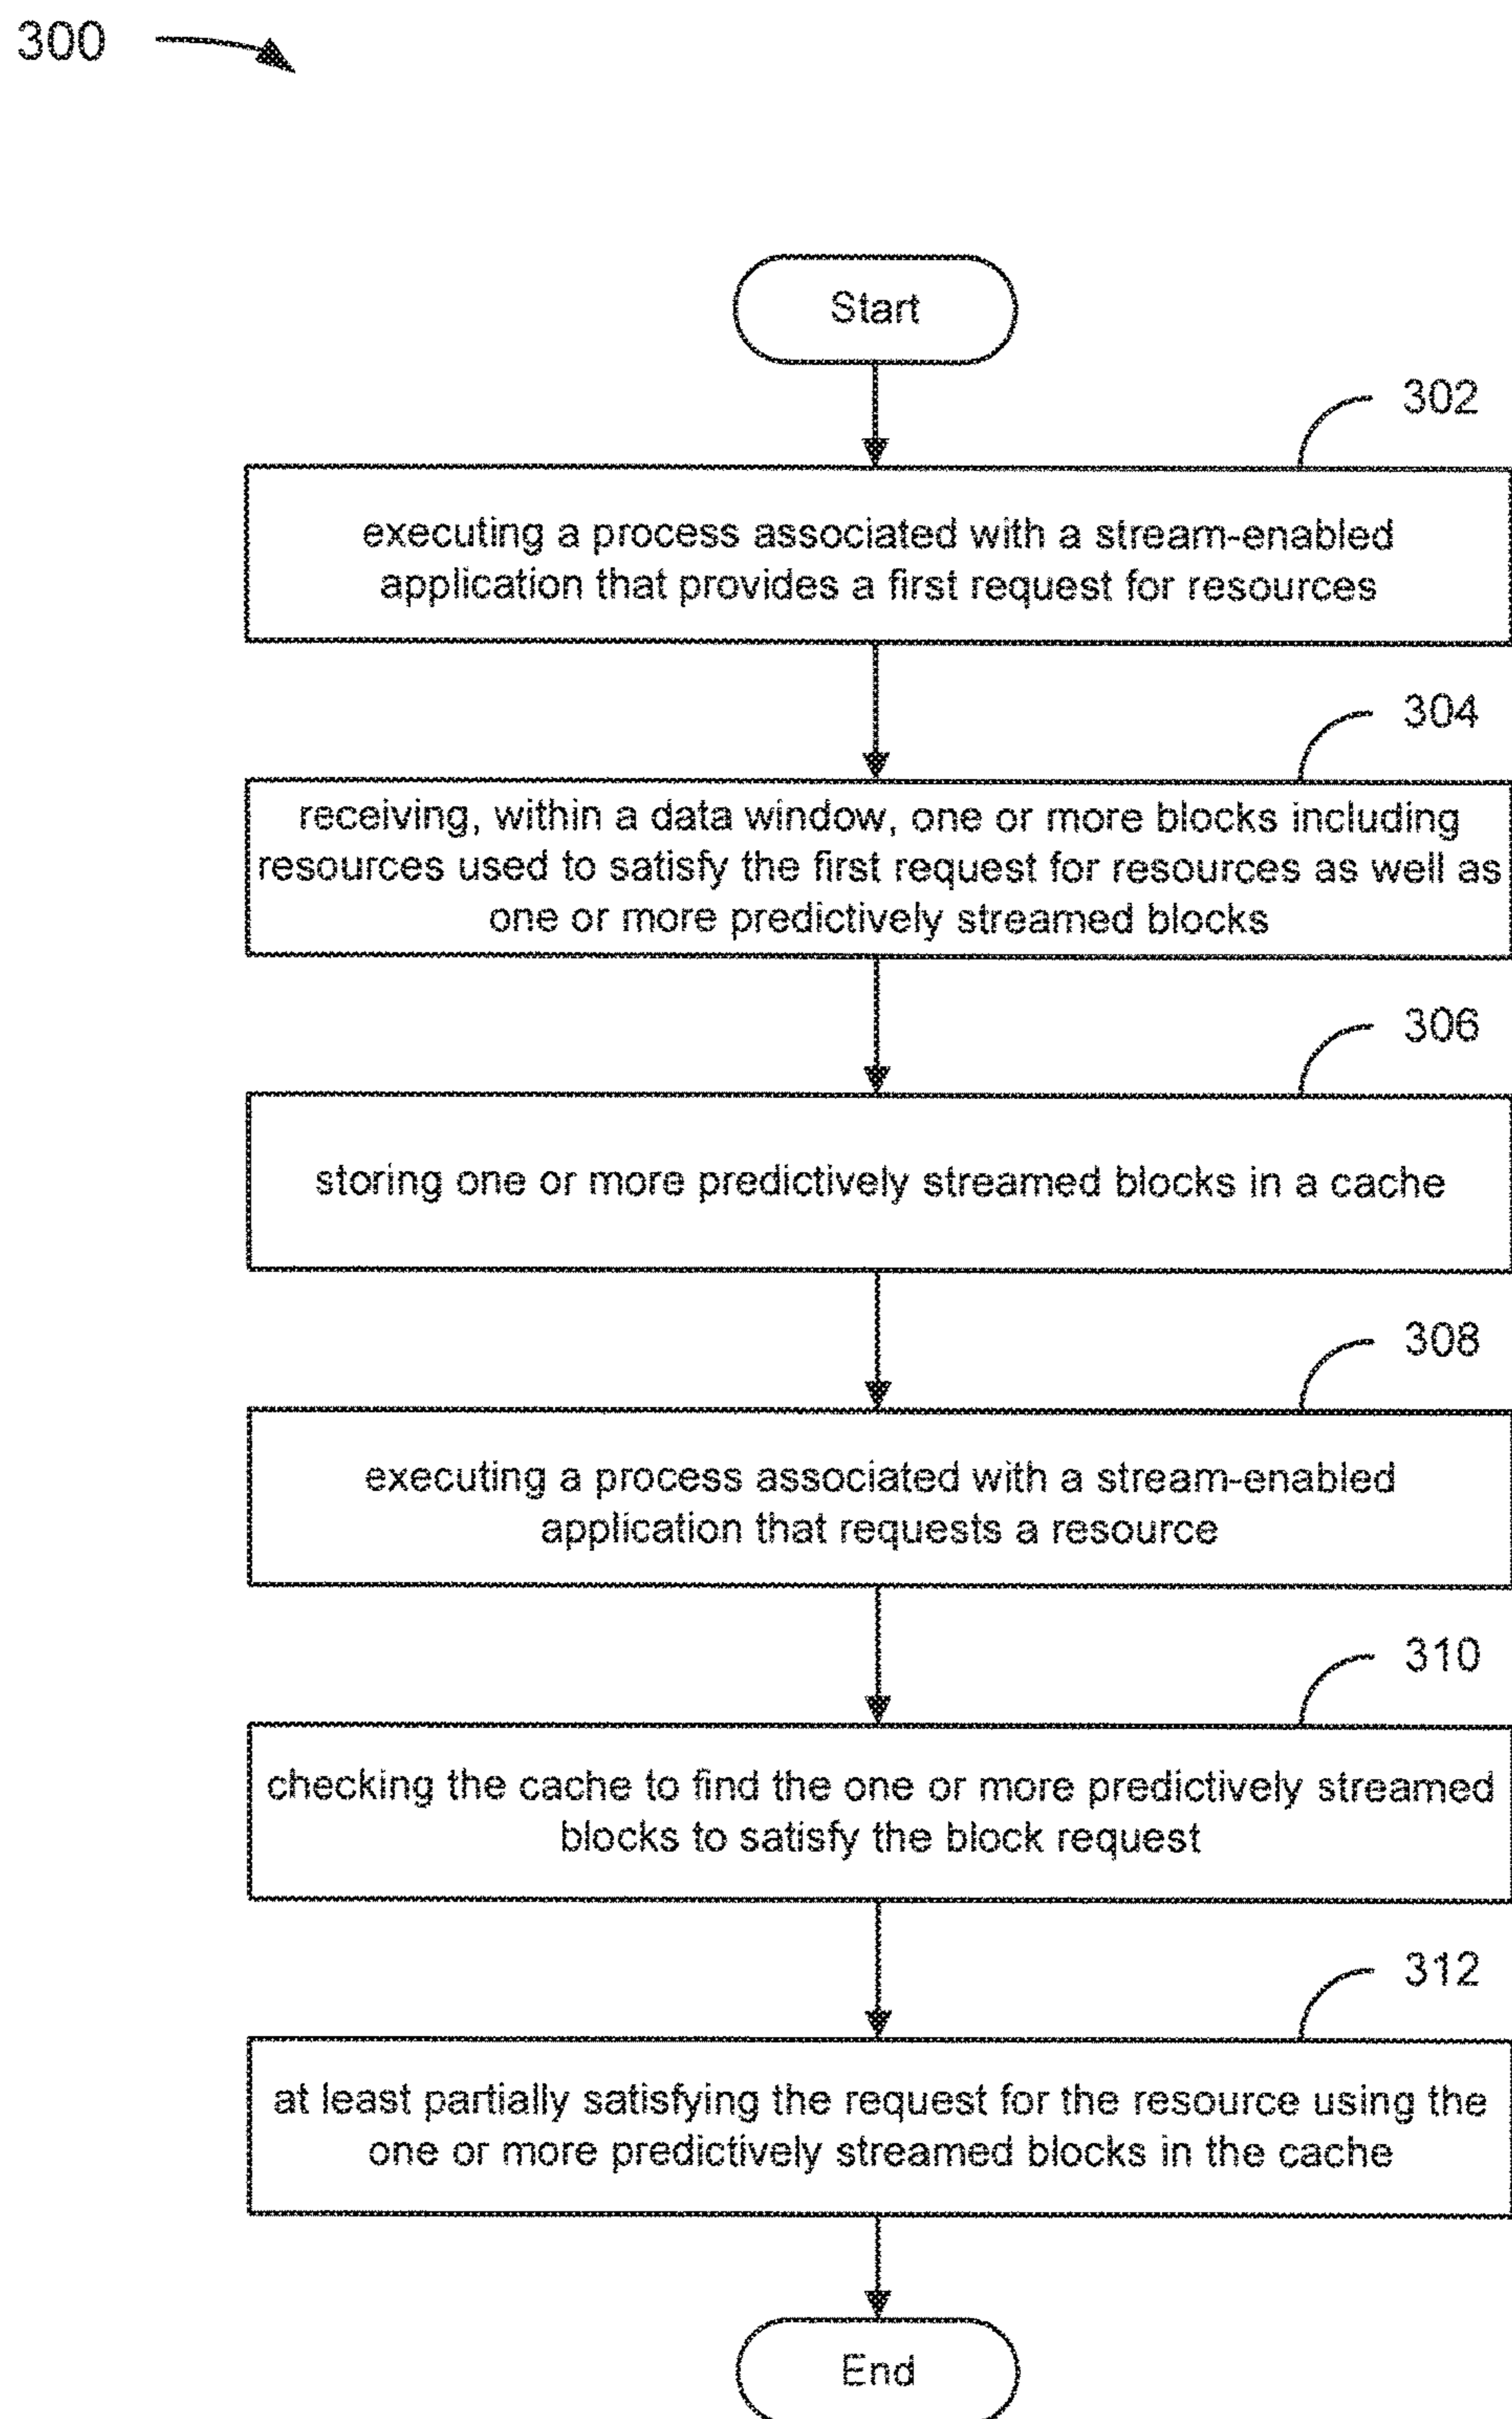 300
Start
302
executing a process associated with a stream-enabled
application that provides a first request for resources
304
receiving, within a data window, one or more blocks including
resources used to satisfy the first request for resources as well as
one or more predictively streamed blocks
306
storing one or more predictively streamed blocks in a cache
308
executing a process associated with a stream-enabled
application that requests a resource
310
checking the cache to find the one or more predictively streamed
blocks to satisfy the block request
312
at least partially satisfying the request for the resource using the
one or more predictively streamed blocks in the cache
End